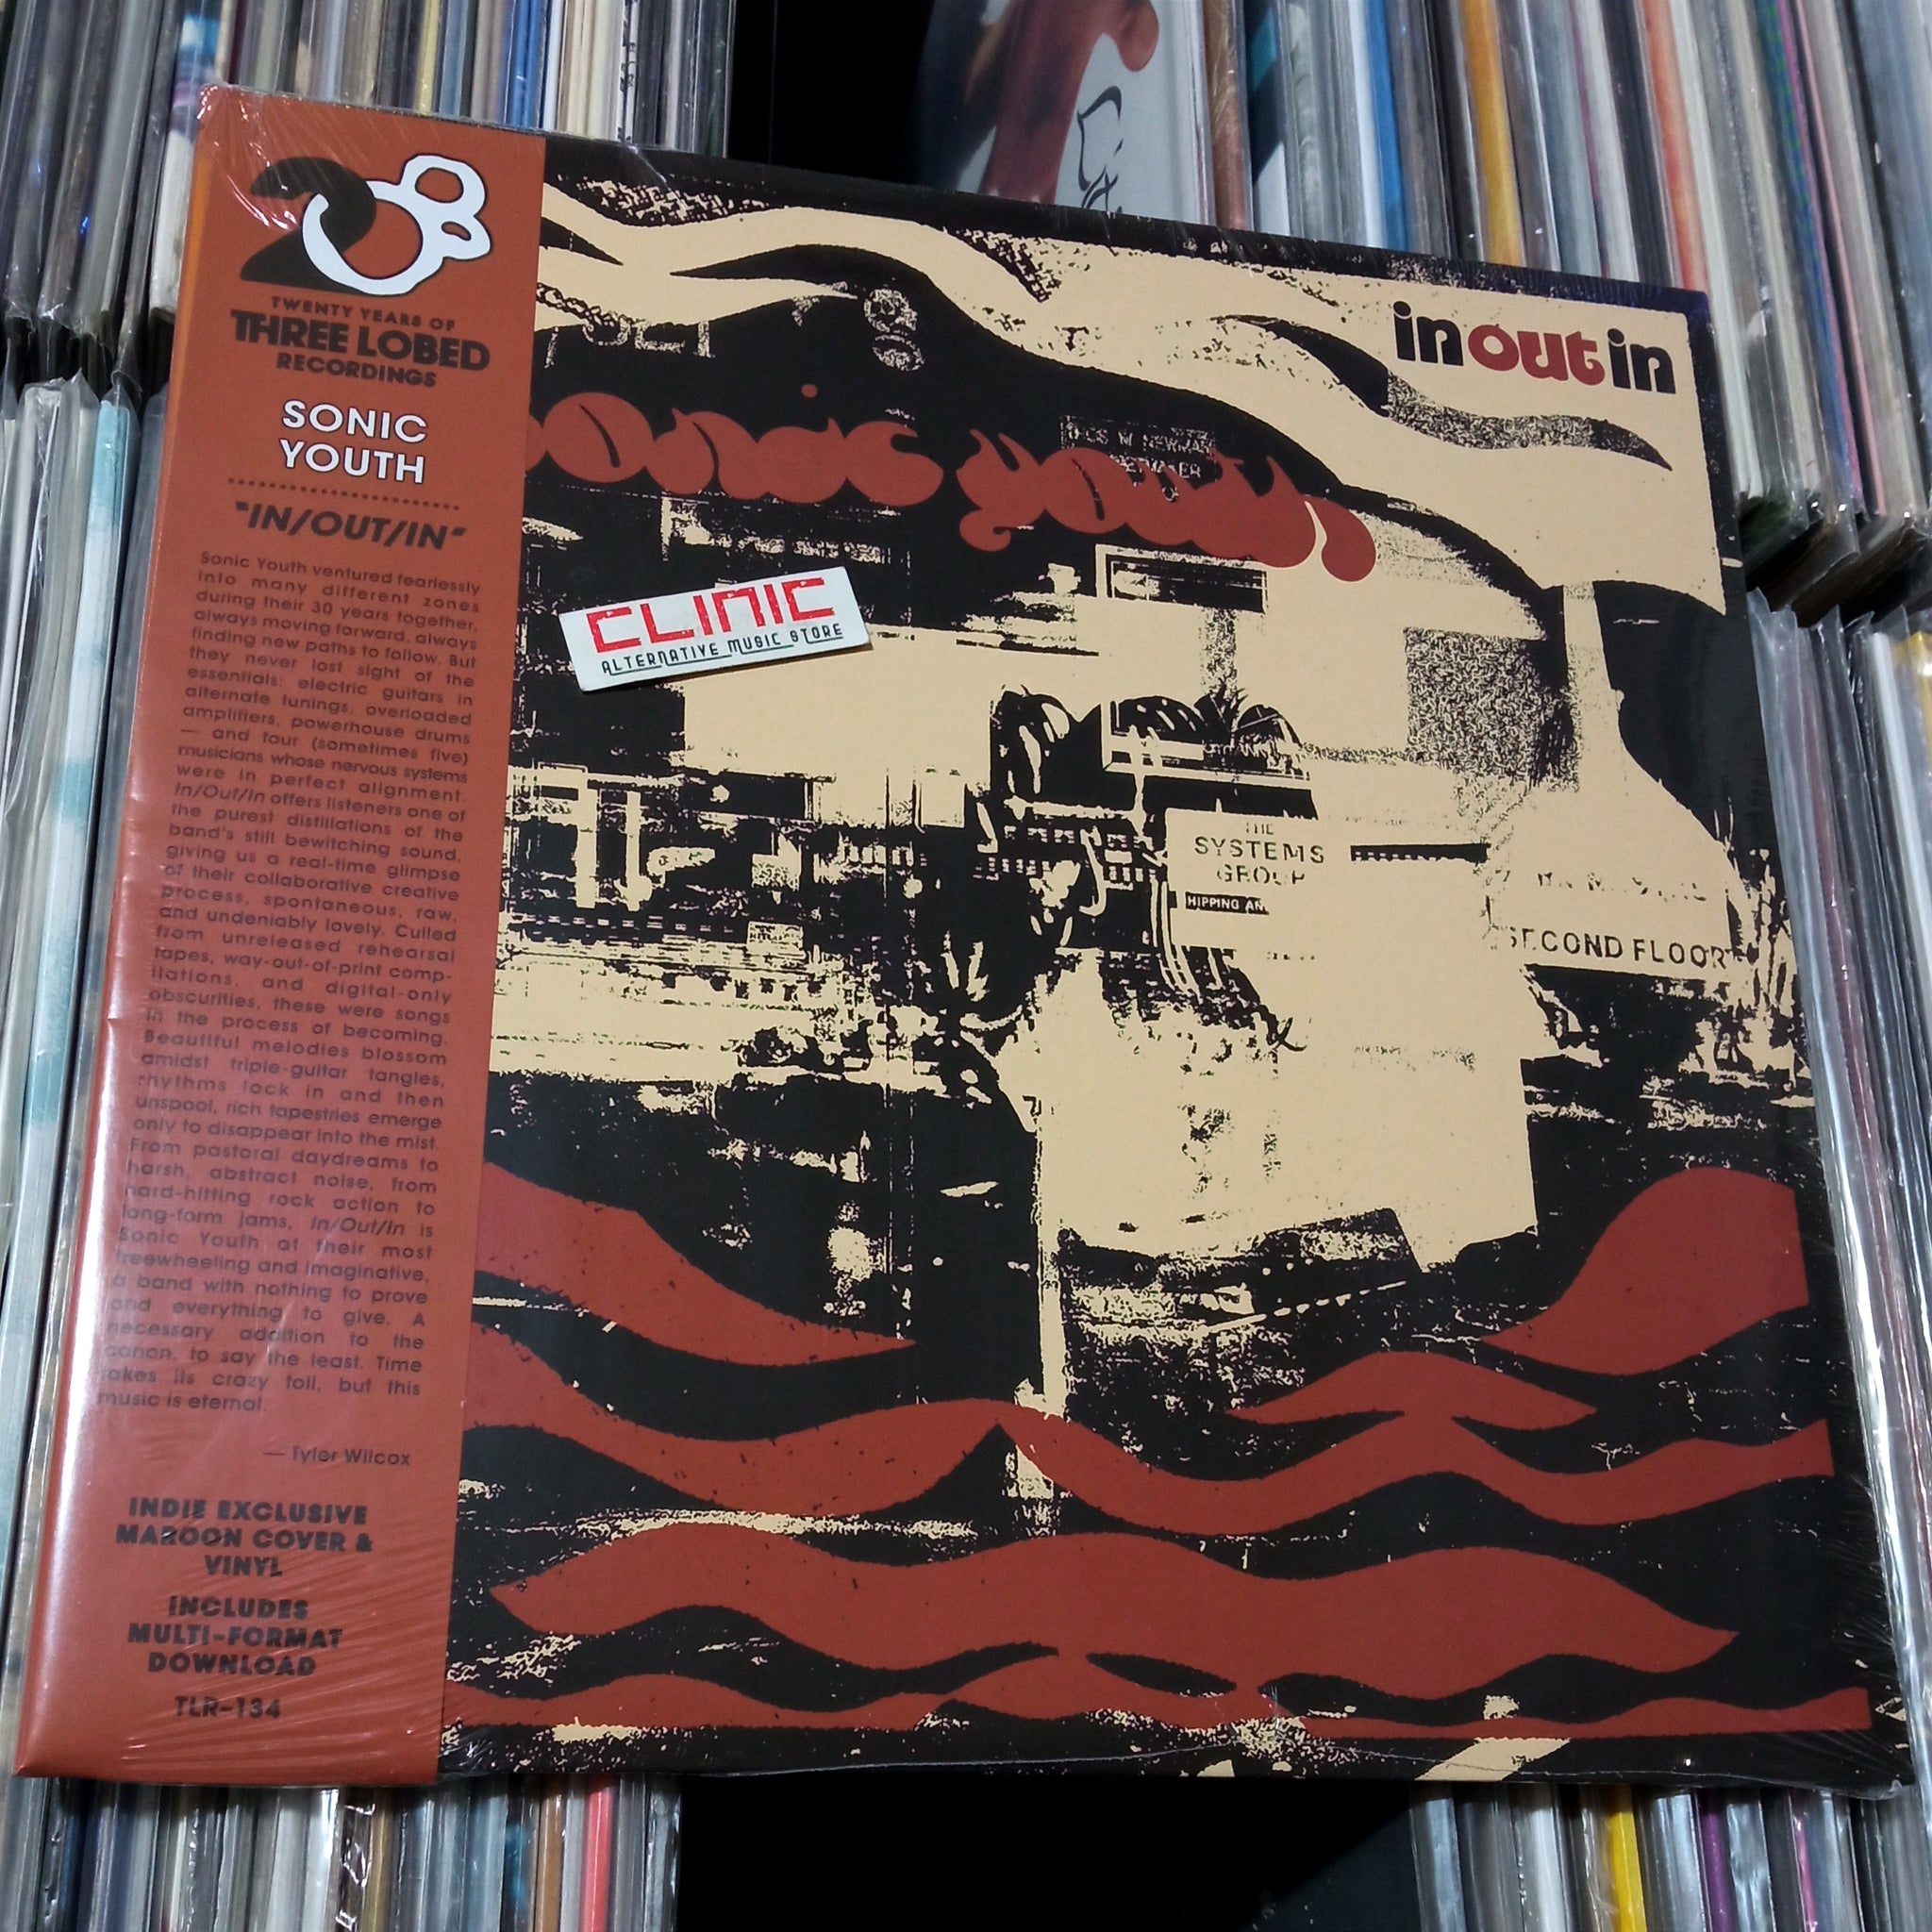 20
TWENTY YEARS OF
THREE LOBED
RECORDINGS
SONIC
YOUTH
"IN/OUT/IN"
Sonic Youth ventured fearlessly
into many different zones
during their 30 years together,
always moving forward, always
finding new paths to follow. But
they never lost sight of the
essentials: electric guitars in
alternate tunings, overloaded
amplifiers, powerhouse drums
— and four (sometimes five)
musicians whose nervous systems
were in perfect alignment.
In/Out/In offers listeners one of
the purest distillations of the
band's still bewitching sound,
giving us a real-time glimpse
of their collaborative creative
process, spontaneous, raw,
and undeniably lovely. Culled
from unreleased rehearsal
tapes, way-out-of-print comp-
ilations, and digital-only
obscurities, these were songs
in the process of becoming.
Beautiful melodies blossom
amidst triple-guitar tangles,
rhythms lock in and then
unspool, rich tapestries emerge
only to disappear into the mist.
From pastoral daydreams to
harsh, abstract noise, from
hard-hitting rock action to
long-form jams, In/Out/In is
Sonic Youth at their most
freewheeling and imaginative,
a band with nothing to prove
and everything to give. A
necessary addition to the
canon, to say the least. Time
takes its crazy toll, but this
music is eternal.
— Tyler Wilcox
INDIE EXCLUSIVE
MAROON COVER &
VINYL
INCLUDES
MULTI-FORMAT
DOWNLOAD
TLR-134
in out in
onic youth
CLINIC
ALTERNATIVE MUSIC STORE
THE
SYSTEMS
GROUP
HIPPING AN
SECOND FLOOR